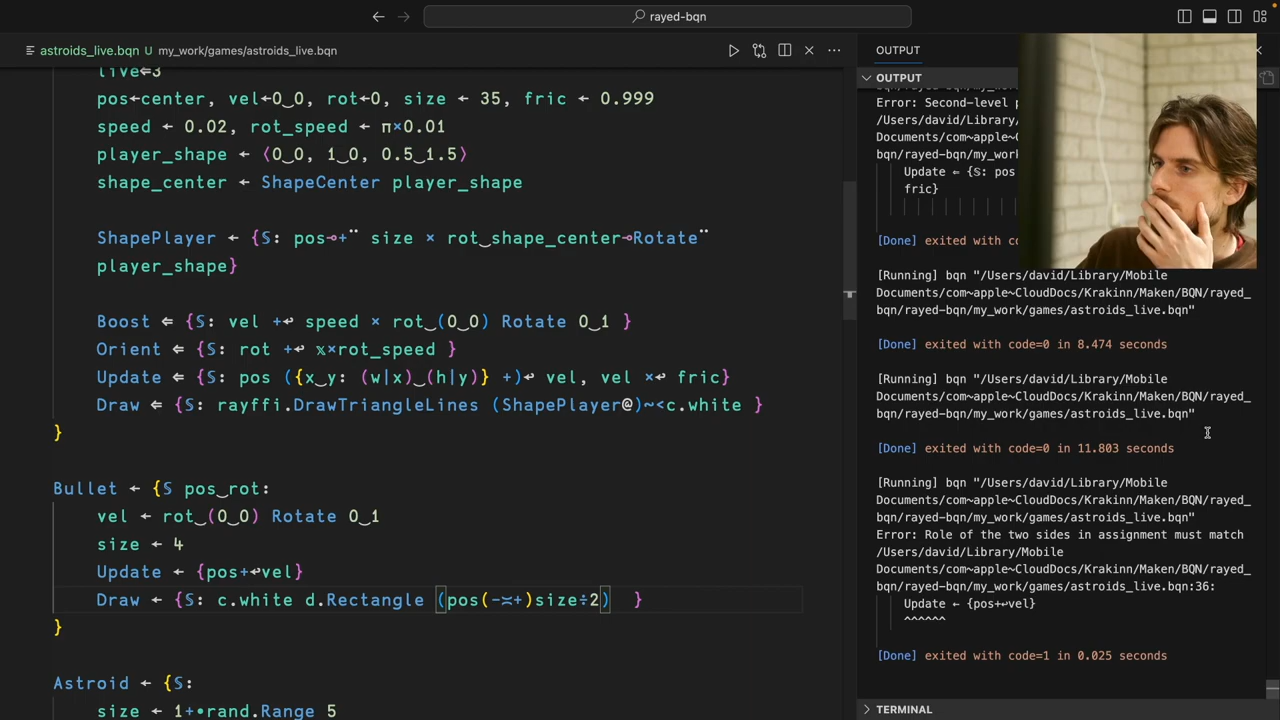 rayed-bqn
astroids_live.bqn U my_work/games/astroids_live.bqn
live⇐3
pos←center, vel←0‿0, rot←0, size ← 35, fric ← 0.999
speed ← 0.02, rot_speed ← π×0.01
player_shape ← ⟨0‿0, 1‿0, 0.5‿1.5⟩
shape_center ← ShapeCenter player_shape
ShapePlayer ← {𝕊: pos⊸+¨ size × rot‿shape_center⊸Rotate¨
player_shape}
Boost ⇐ {𝕊: vel +↩ speed × rot‿(0‿0) Rotate 0‿1 }
Orient ⇐ {𝕊: rot +↩ 𝕩×rot_speed }
Update ⇐ {𝕊: pos ({x‿y: (w|x)‿(h|y)} +)↩ vel, vel ×↩ fric}
Draw ⇐ {𝕊: rayffi.DrawTriangleLines (ShapePlayer@)∾<c.white }
}
Bullet ← {𝕊 pos‿rot:
vel ← rot‿(0‿0) Rotate 0‿1
size ← 4
Update ← {pos+↩vel}
Draw ← {𝕊: c.white d.Rectangle (pos(-≍+)size÷2) }
}
Astroid ← {𝕊:
size ← 1+•rand.Range 5
OUTPUT
OUTPUT
Error: Second-level p
/Users/david/Library/
Documents/com~apple~C
bqn/rayed-bqn/my_work
Update ⇐ {𝕊: pos
fric}
[Done] exited with co
[Running] bqn "/Users/david/Library/Mobile
Documents/com~apple~CloudDocs/Krakinn/Maken/BQN/rayed_
bqn/rayed-bqn/my_work/games/astroids_live.bqn"
[Done] exited with code=0 in 8.474 seconds
[Running] bqn "/Users/david/Library/Mobile
Documents/com~apple~CloudDocs/Krakinn/Maken/BQN/rayed_
bqn/rayed-bqn/my_work/games/astroids_live.bqn"
[Done] exited with code=0 in 11.803 seconds
[Running] bqn "/Users/david/Library/Mobile
Documents/com~apple~CloudDocs/Krakinn/Maken/BQN/rayed_
bqn/rayed-bqn/my_work/games/astroids_live.bqn"
Error: Role of the two sides in assignment must match
/Users/david/Library/Mobile
Documents/com~apple~CloudDocs/Krakinn/Maken/BQN/rayed_
bqn/rayed-bqn/my_work/games/astroids_live.bqn:36:
Update ← {pos+↩vel}
^^^^^^
[Done] exited with code=1 in 0.025 seconds
TERMINAL